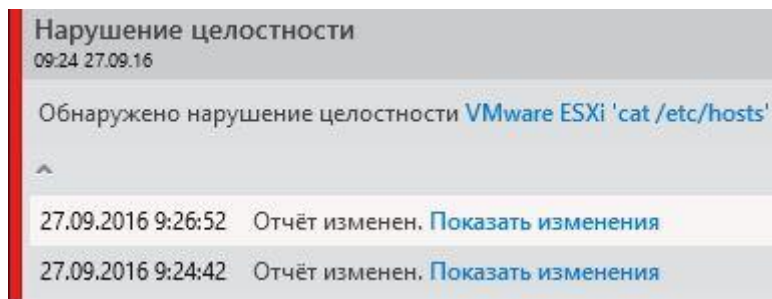 Нарушение целостности
09:24 27.09.16
Обнаружено нарушение целостности VMware ESXi 'cat /etc/hosts'
27.09.2016 9:26:52 Отчёт изменен. Показать изменения
27.09.2016 9:24:42 Отчёт изменен. Показать изменения